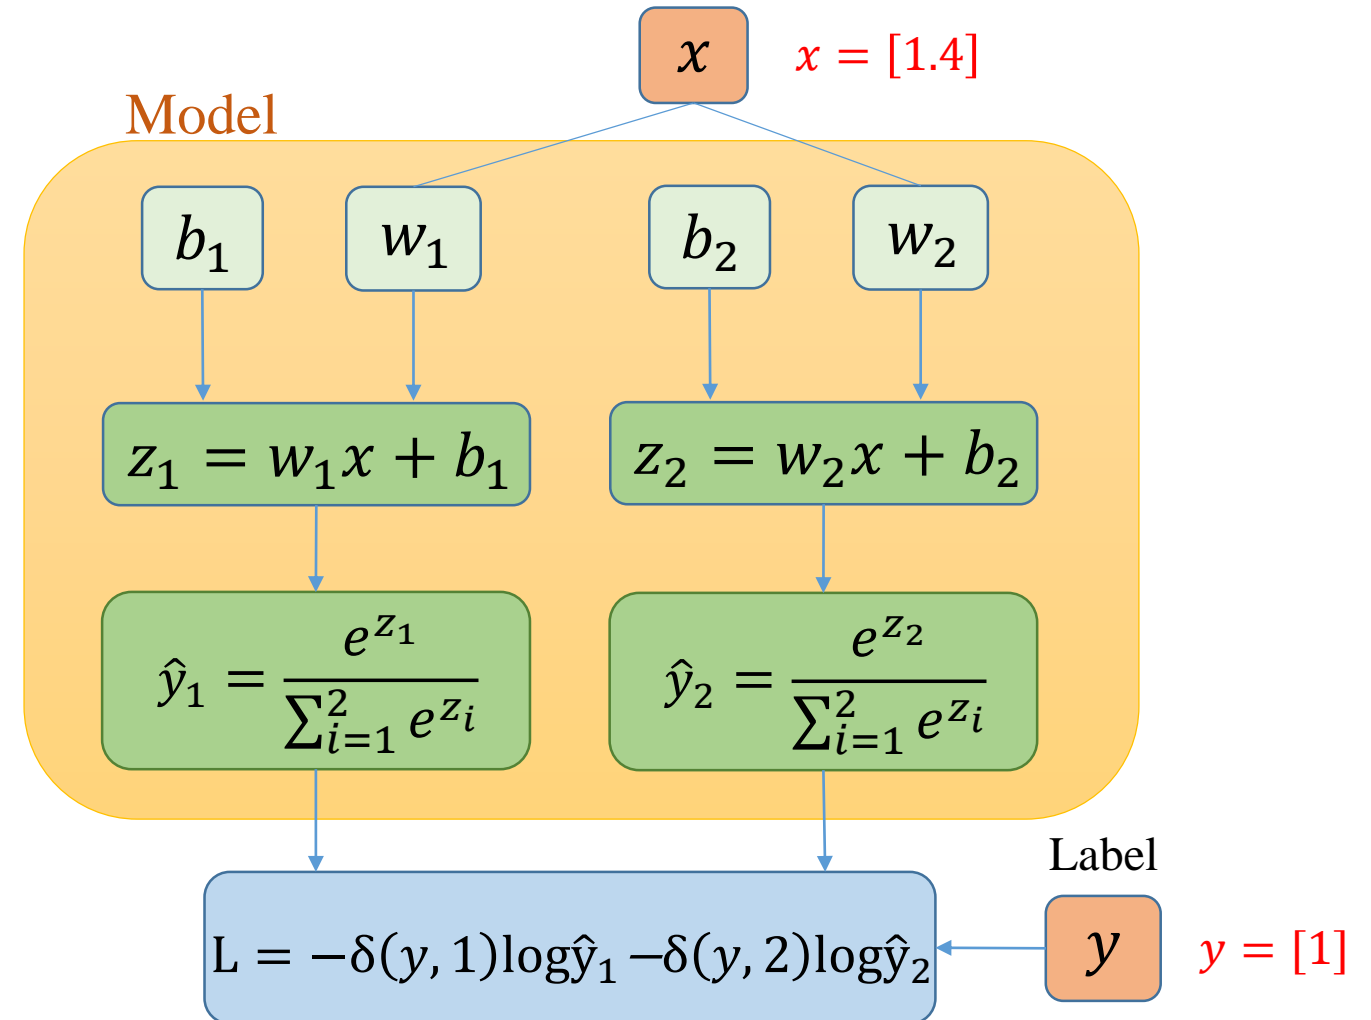 x
x = [1.4]
Model
b₁
w₁
b₂
w₂
z₁ = w₁x + b₁
z₂ = w₂x + b₂
ŷ₁ = e^{z₁} / ∑_{i=1}^{2} e^{z_i}
ŷ₂ = e^{z₂} / ∑_{i=1}^{2} e^{z_i}
Label
L = −δ(y, 1)logŷ₁ −δ(y, 2)logŷ₂
y
y = [1]